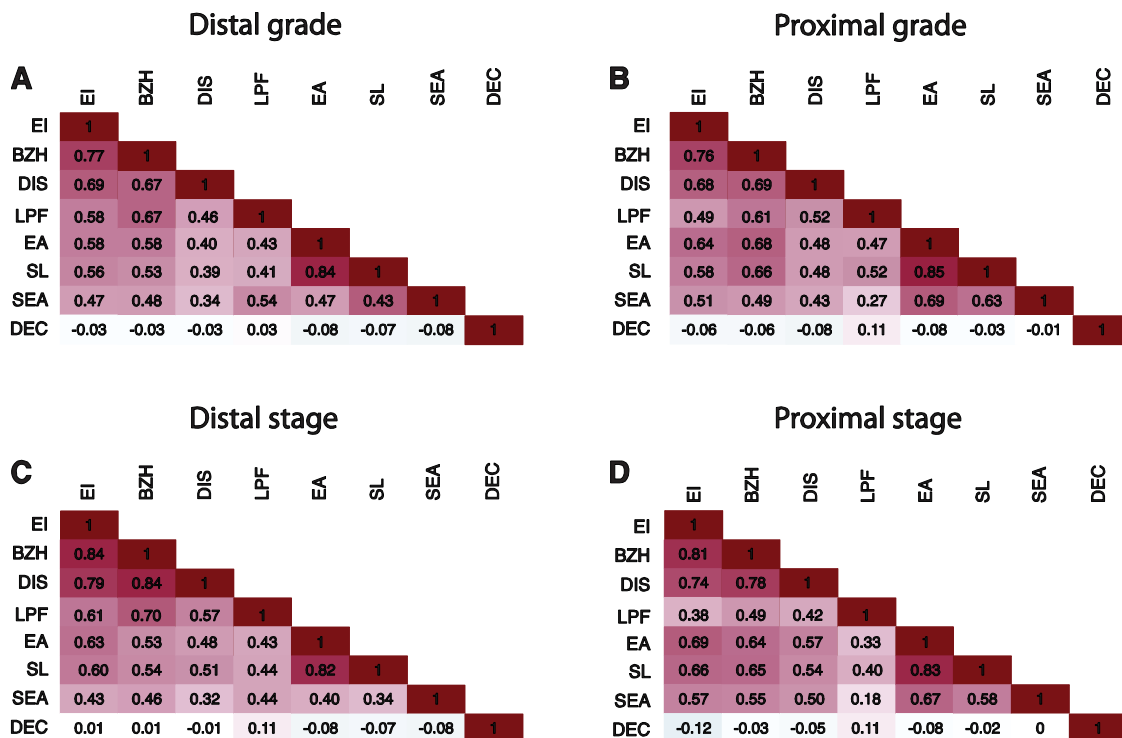 Distal grade
A
EI BZH DIS LPF EA SL SEA DEC
EI 1
BZH 0.77 1
DIS 0.69 0.67 1
LPF 0.58 0.67 0.46 1
EA 0.58 0.58 0.40 0.43 1
SL 0.56 0.53 0.39 0.41 0.84 1
SEA 0.47 0.48 0.34 0.54 0.47 0.43 1
DEC -0.03 -0.03 -0.03 0.03 -0.08 -0.07 -0.08 1
Proximal grade
B
EI BZH DIS LPF EA SL SEA DEC
EI 1
BZH 0.76 1
DIS 0.68 0.69 1
LPF 0.49 0.61 0.52 1
EA 0.64 0.68 0.48 0.47 1
SL 0.58 0.66 0.48 0.52 0.85 1
SEA 0.51 0.49 0.43 0.27 0.69 0.63 1
DEC -0.06 -0.06 -0.08 0.11 -0.08 -0.03 -0.01 1
Distal stage
C
EI BZH DIS LPF EA SL SEA DEC
EI 1
BZH 0.84 1
DIS 0.79 0.84 1
LPF 0.61 0.70 0.57 1
EA 0.63 0.53 0.48 0.43 1
SL 0.60 0.54 0.51 0.44 0.82 1
SEA 0.43 0.46 0.32 0.44 0.40 0.34 1
DEC 0.01 0.01 -0.01 0.11 -0.08 -0.07 -0.08 1
Proximal stage
D
EI BZH DIS LPF EA SL SEA DEC
EI 1
BZH 0.81 1
DIS 0.74 0.78 1
LPF 0.38 0.49 0.42 1
EA 0.69 0.64 0.57 0.33 1
SL 0.66 0.65 0.54 0.40 0.83 1
SEA 0.57 0.55 0.50 0.18 0.67 0.58 1
DEC -0.12 -0.03 -0.05 0.11 -0.08 -0.02 0 1